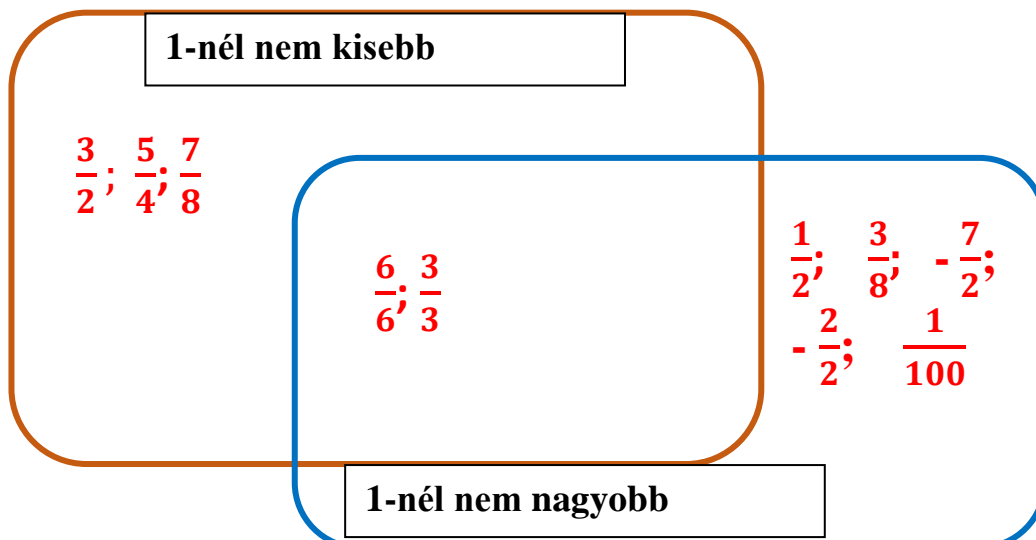 1-nél nem kisebb
3/2 ; 5/4; 7/8
6/6; 3/3
1/2; 3/8; - 7/2;
- 2/2; 1/100
1-nél nem nagyobb